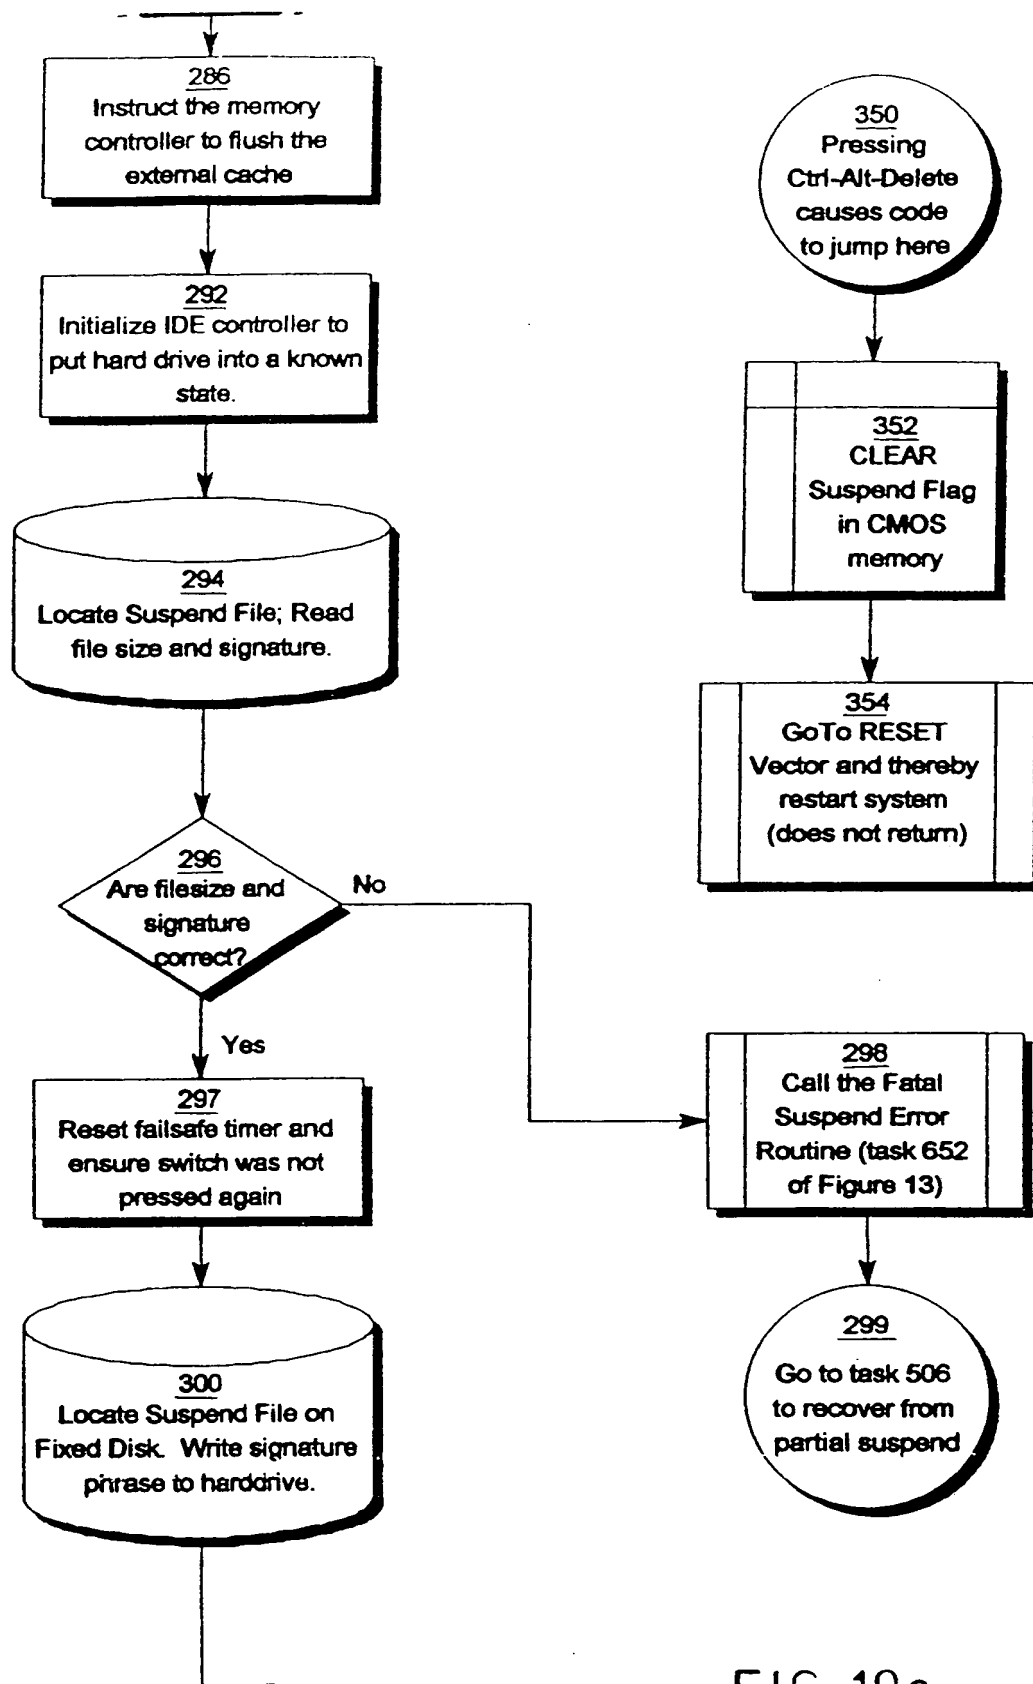 286
Instruct the memory
controller to flush the
external cache
292
Initialize IDE controller to
put hard drive into a known
state.
294
Locate Suspend File; Read
file size and signature.
296
Are filesize and
signature
correct?
No
Yes
297
Reset failsafe timer and
ensure switch was not
pressed again
300
Locate Suspend File on
Fixed Disk. Write signature
phrase to harddrive.
350
Pressing
Ctrl-Alt-Delete
causes code
to jump here
352
CLEAR
Suspend Flag
in CMOS
memory
354
GoTo RESET
Vector and thereby
restart system
(does not return)
298
Call the Fatal
Suspend Error
Routine (task 652
of Figure 13)
299
Go to task 506
to recover from
partial suspend